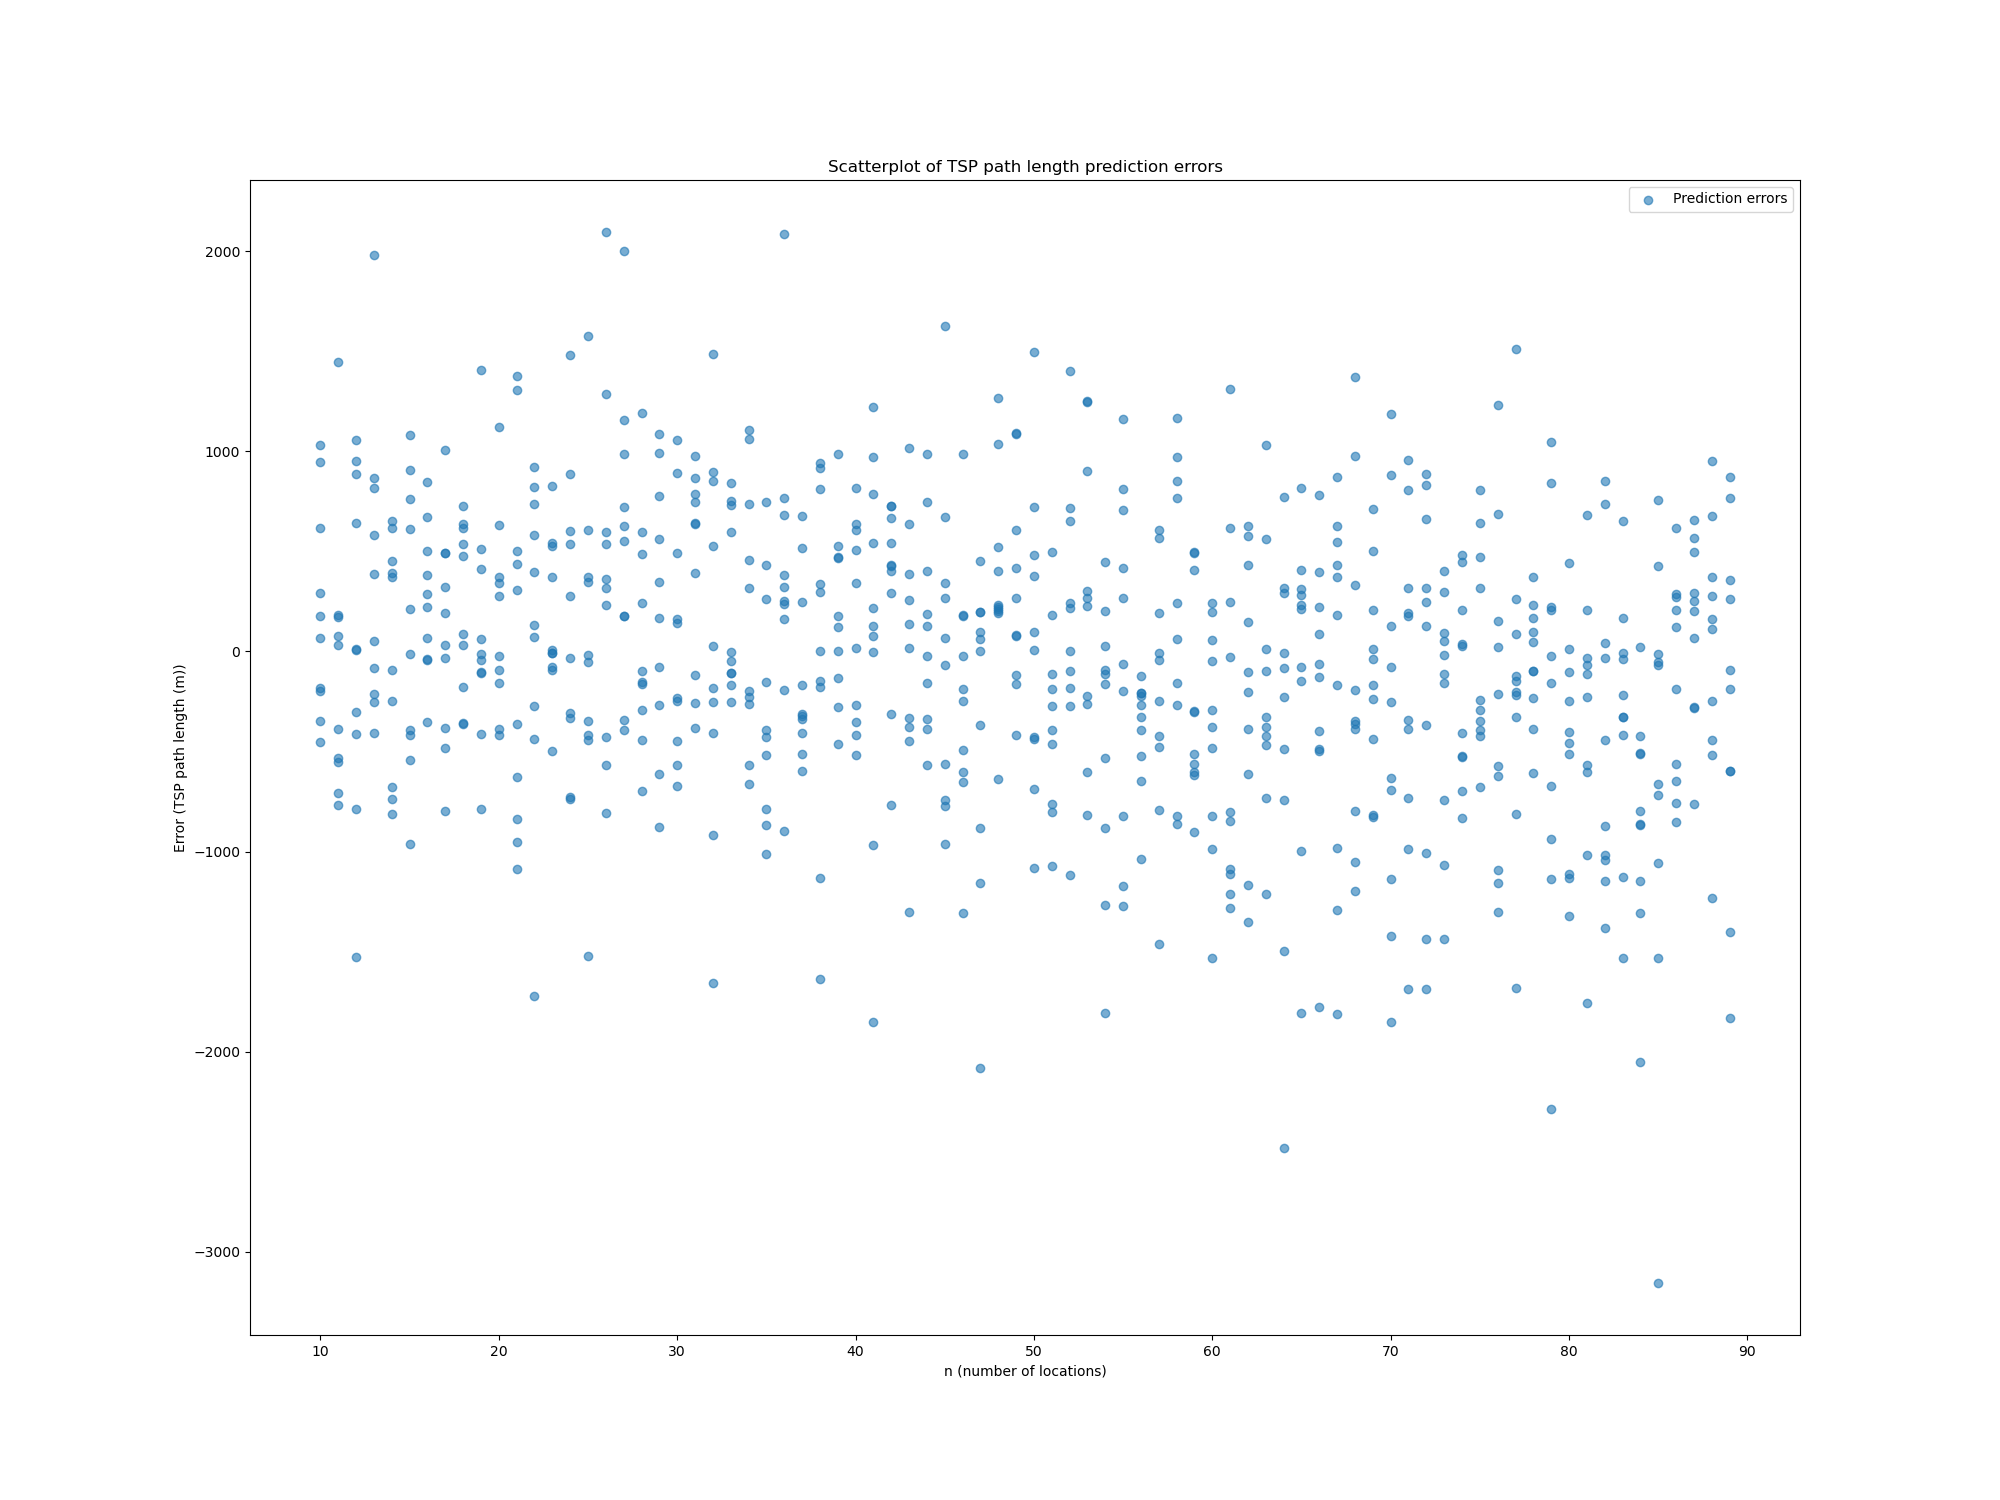 Scatterplot of TSP path length prediction errors
Prediction errors
2000
1000
0
−1000
−2000
−3000
Error (TSP path length (m))
10 20 30 40 50 60 70 80 90
n (number of locations)